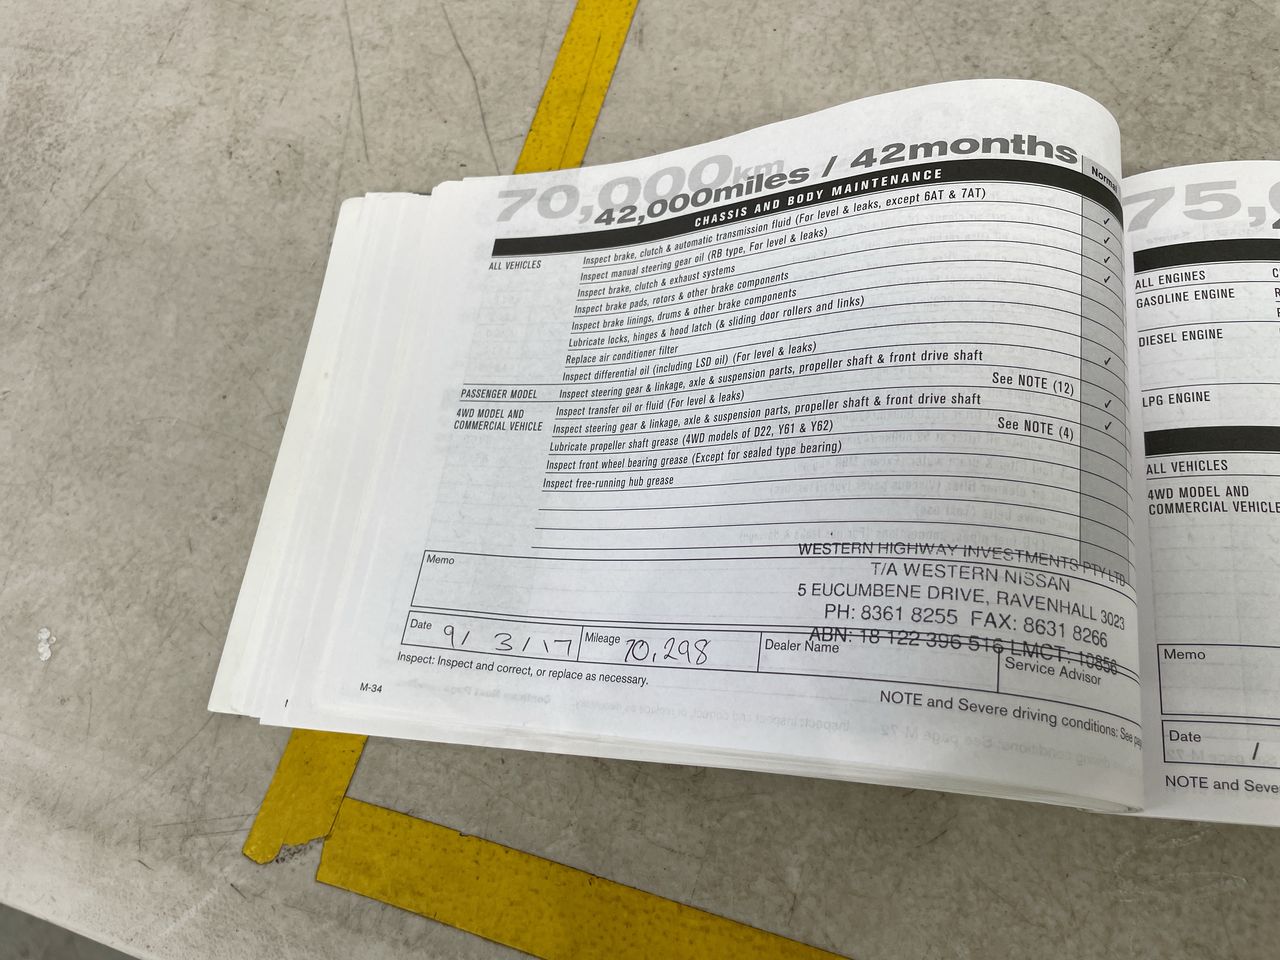 70,000km
42,000miles / 42months
CHASSIS AND BODY MAINTENANCE
Normal
ALL VEHICLES
Inspect brake, clutch & automatic transmission fluid (For level & leaks, except 6AT & 7AT) ✓
Inspect manual steering gear oil (RB type, For level & leaks) ✓
Inspect brake, clutch & exhaust systems ✓
Inspect brake pads, rotors & other brake components ✓
Inspect brake linings, drums & other brake components
Lubricate locks, hinges & hood latch (& sliding door rollers and links)
Replace air conditioner filter
Inspect differential oil (including LSD oil) (For level & leaks)
PASSENGER MODEL
Inspect steering gear & linkage, axle & suspension parts, propeller shaft & front drive shaft ✓
4WD MODEL AND
COMMERCIAL VEHICLE
Inspect transfer oil or fluid (For level & leaks) See NOTE (12)
Inspect steering gear & linkage, axle & suspension parts, propeller shaft & front drive shaft ✓
Lubricate propeller shaft grease (4WD models of D22, Y61 & Y62) ✓
Inspect front wheel bearing grease (Except for sealed type bearing) See NOTE (4)
Inspect free-running hub grease
Memo
WESTERN HIGHWAY INVESTMENTS PTY LTD
T/A WESTERN NISSAN
5 EUCUMBENE DRIVE, RAVENHALL 3023
PH: 8361 8255 FAX: 8631 8266
ABN: 18 122 396 516 LMCT: 10856
Date 9/ 3/17
Mileage 70,298
Dealer Name
Service Advisor
Inspect: Inspect and correct, or replace as necessary.
M-34
NOTE and Severe driving conditions: See
75,
ALL ENGINES
GASOLINE ENGINE
DIESEL ENGINE
LPG ENGINE
ALL VEHICLES
4WD MODEL AND
COMMERCIAL VEHICLE
Memo
Date /
NOTE and Seve